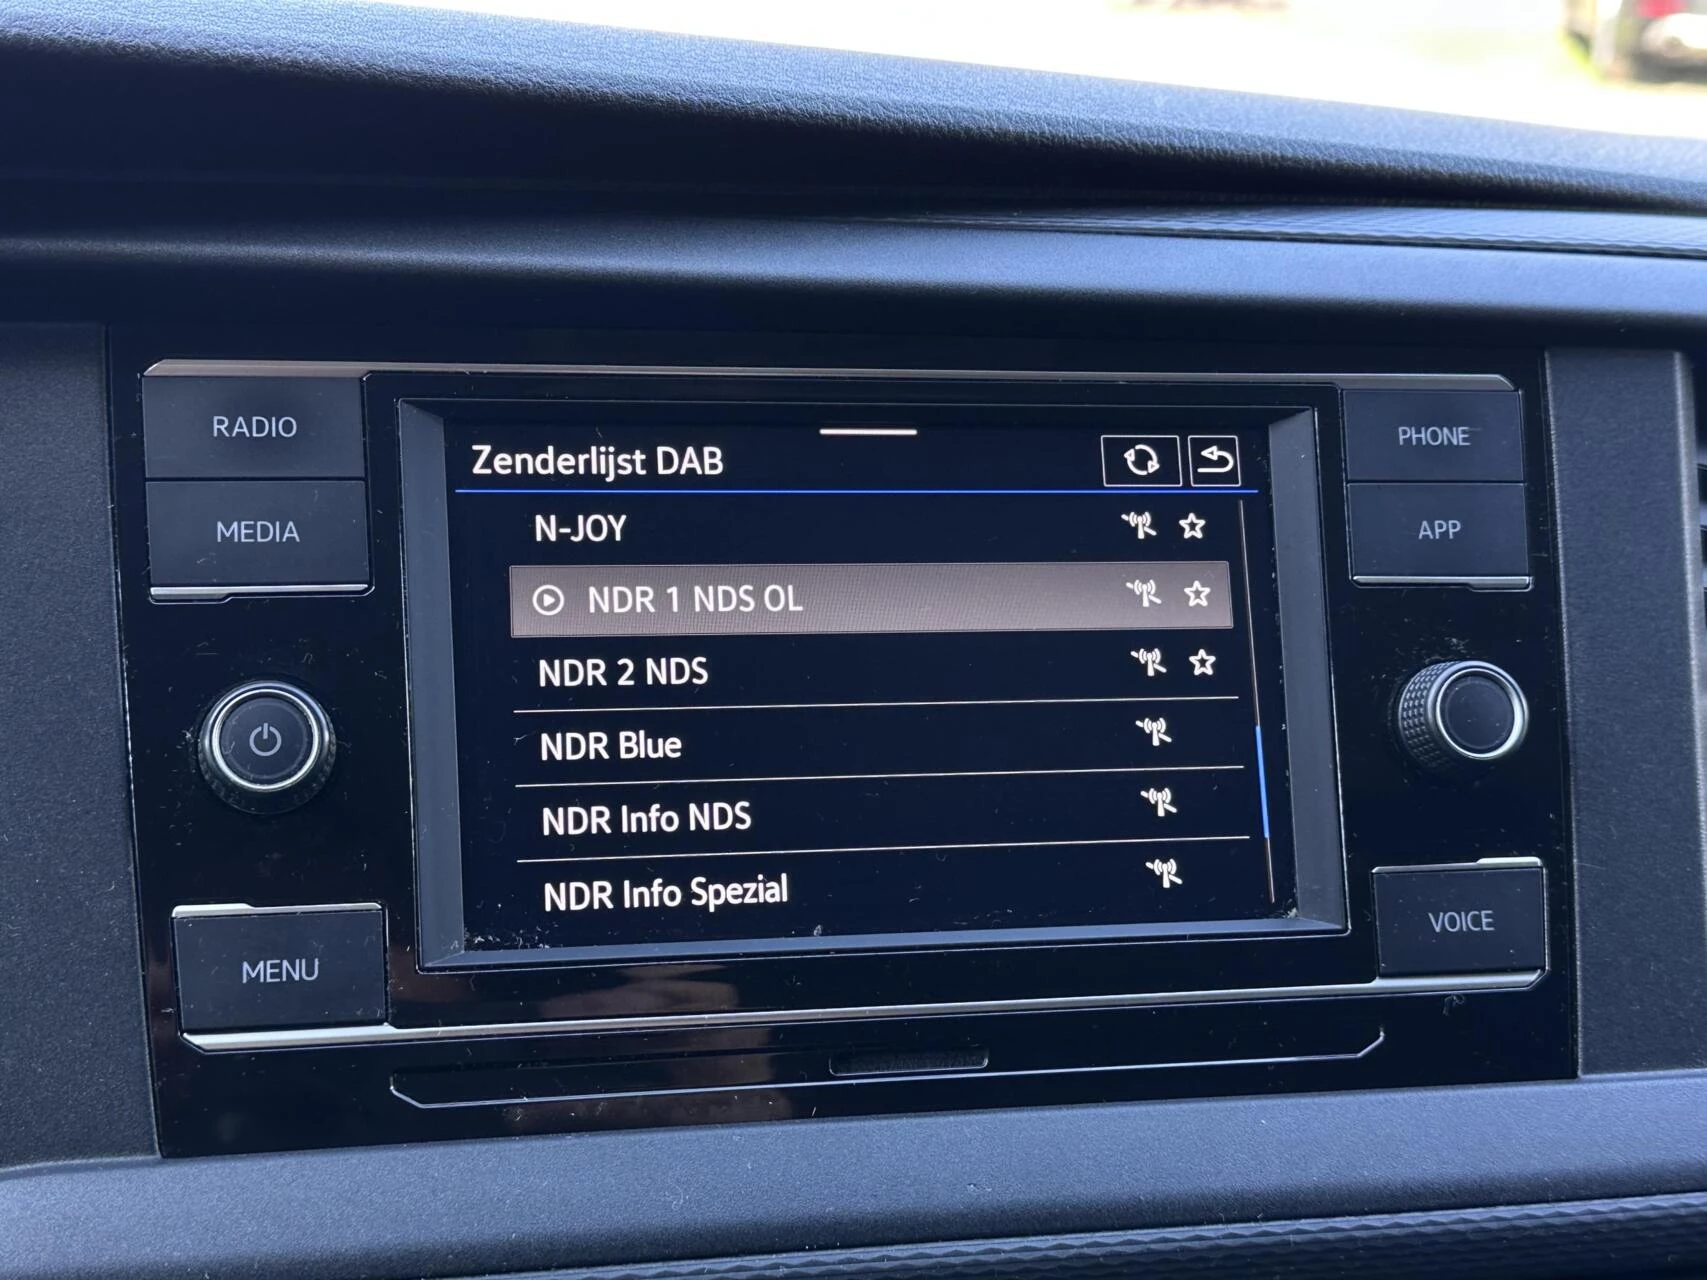 RADIO
MEDIA
MENU
Zenderlijst DAB
N-JOY
NDR 1 NDS OL
NDR 2 NDS
NDR Blue
NDR Info NDS
NDR Info Spezial
PHONE
APP
VOICE